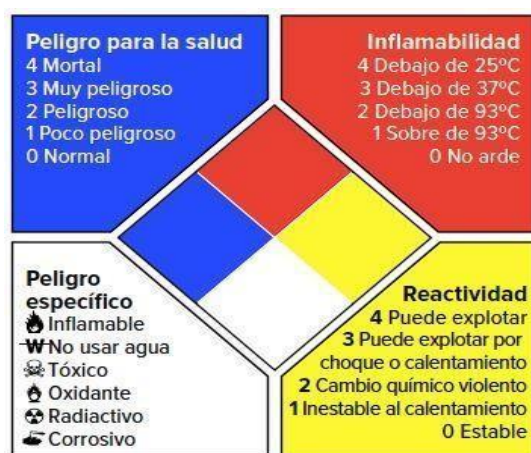 Peligro para la salud
4 Mortal
3 Muy peligroso
2 Peligroso
1 Poco peligroso
0 Normal
Inflamabilidad
4 Debajo de 25ºC
3 Debajo de 37ºC
2 Debajo de 93ºC
1 Sobre de 93ºC
0 No arde
Peligro
específico
Inflamable
W No usar agua
Tóxico
Oxidante
Radiactivo
Corrosivo
Reactividad
4 Puede explotar
3 Puede explotar por
choque o calentamiento
2 Cambio químico violento
1 Inestable al calentamiento
0 Estable